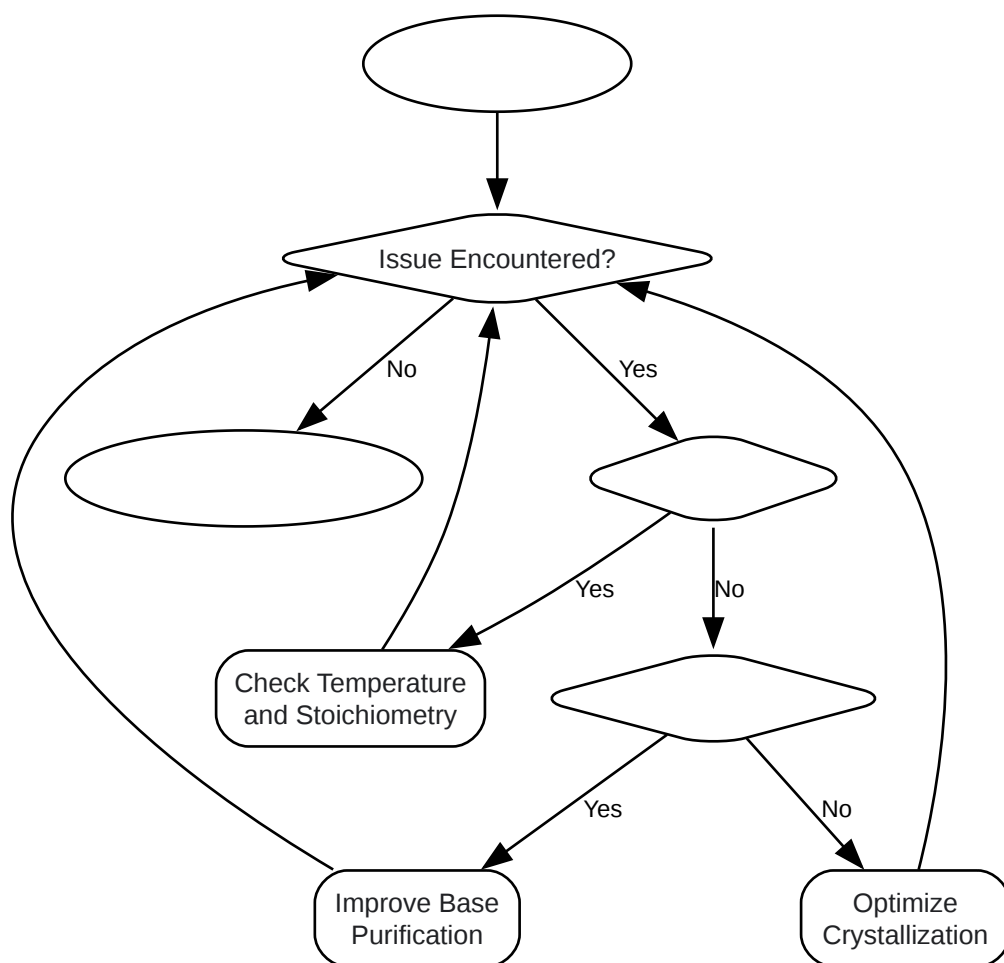 Issue Encountered?
No
Yes
Yes
No
Check Temperature
and Stoichiometry
Yes
No
Improve Base
Purification
Optimize
Crystallization